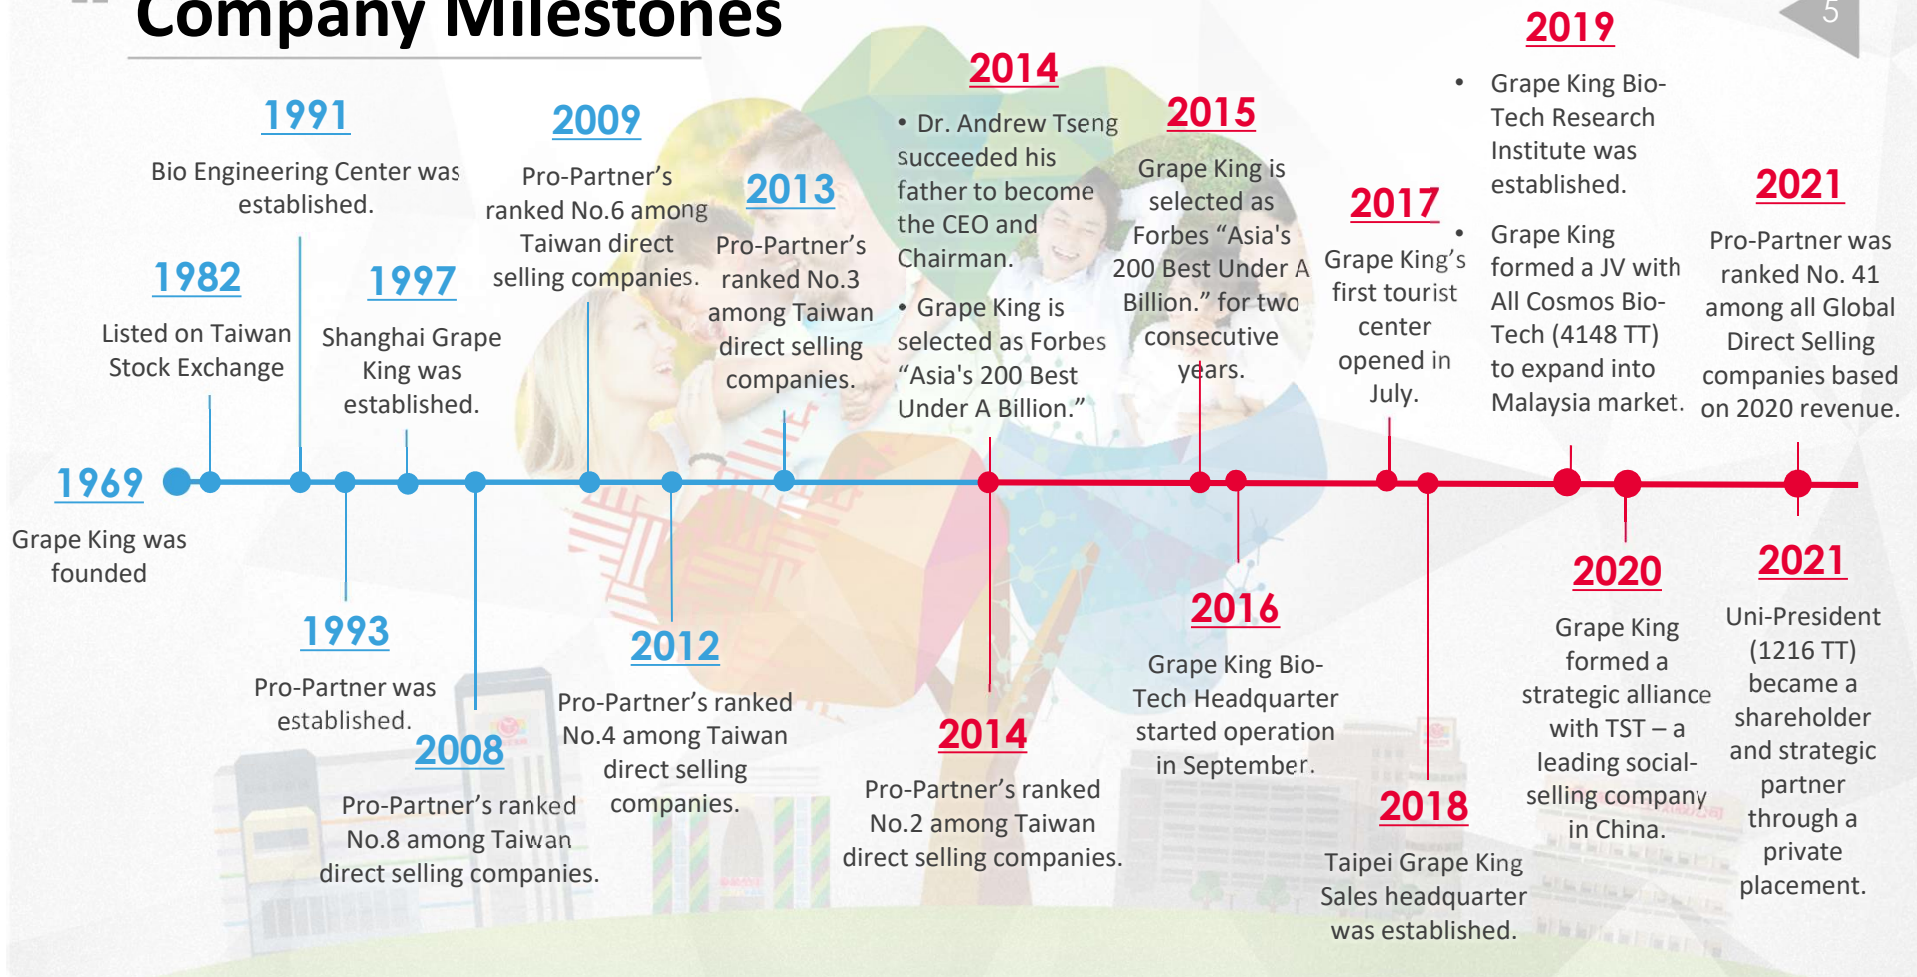 Company Milestones
5
1969
Grape King was
founded
1982
Listed on Taiwan
Stock Exchange
1991
Bio Engineering Center was
established.
1993
Pro-Partner was
established.
1997
Shanghai Grape
King was
established.
2008
Pro-Partner’s ranked
No.8 among Taiwan
direct selling companies.
2009
Pro-Partner’s
ranked No.6 among
Taiwan direct
selling companies.
2012
Pro-Partner’s ranked
No.4 among Taiwan
direct selling
companies.
2013
Pro-Partner’s
ranked No.3
among Taiwan
direct selling
companies.
2014
• Dr. Andrew Tseng
succeeded his
father to become
the CEO and
Chairman.
• Grape King is
selected as Forbes
“Asia's 200 Best
Under A Billion.”
2014
Pro-Partner’s ranked
No.2 among Taiwan
direct selling companies.
2015
Grape King is
selected as
Forbes “Asia's
200 Best Under A
Billion.” for two
consecutive
years.
2016
Grape King Bio-
Tech Headquarter
started operation
in September.
2017
Grape King’s
first tourist
center
opened in
July.
2018
Taipei Grape King
Sales headquarter
was established.
2019
• Grape King Bio-
Tech Research
Institute was
established.
• Grape King
formed a JV with
All Cosmos Bio-
Tech (4148 TT)
to expand into
Malaysia market.
2020
Grape King
formed a
strategic alliance
with TST – a
leading social-
selling company
in China.
2021
Pro-Partner was
ranked No. 41
among all Global
Direct Selling
companies based
on 2020 revenue.
2021
Uni-President
(1216 TT)
became a
shareholder
and strategic
partner
through a
private
placement.